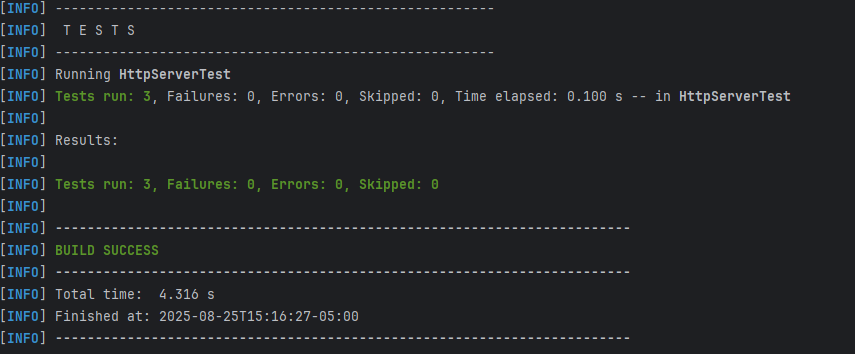 [INFO] -------------------------------------------------------
[INFO]  T E S T S
[INFO] -------------------------------------------------------
[INFO] Running HttpServerTest
[INFO] Tests run: 3, Failures: 0, Errors: 0, Skipped: 0, Time elapsed: 0.100 s -- in HttpServerTest
[INFO]
[INFO] Results:
[INFO]
[INFO] Tests run: 3, Failures: 0, Errors: 0, Skipped: 0
[INFO]
[INFO] ------------------------------------------------------------------------
[INFO] BUILD SUCCESS
[INFO] ------------------------------------------------------------------------
[INFO] Total time:  4.316 s
[INFO] Finished at: 2025-08-25T15:16:27-05:00
[INFO] ------------------------------------------------------------------------